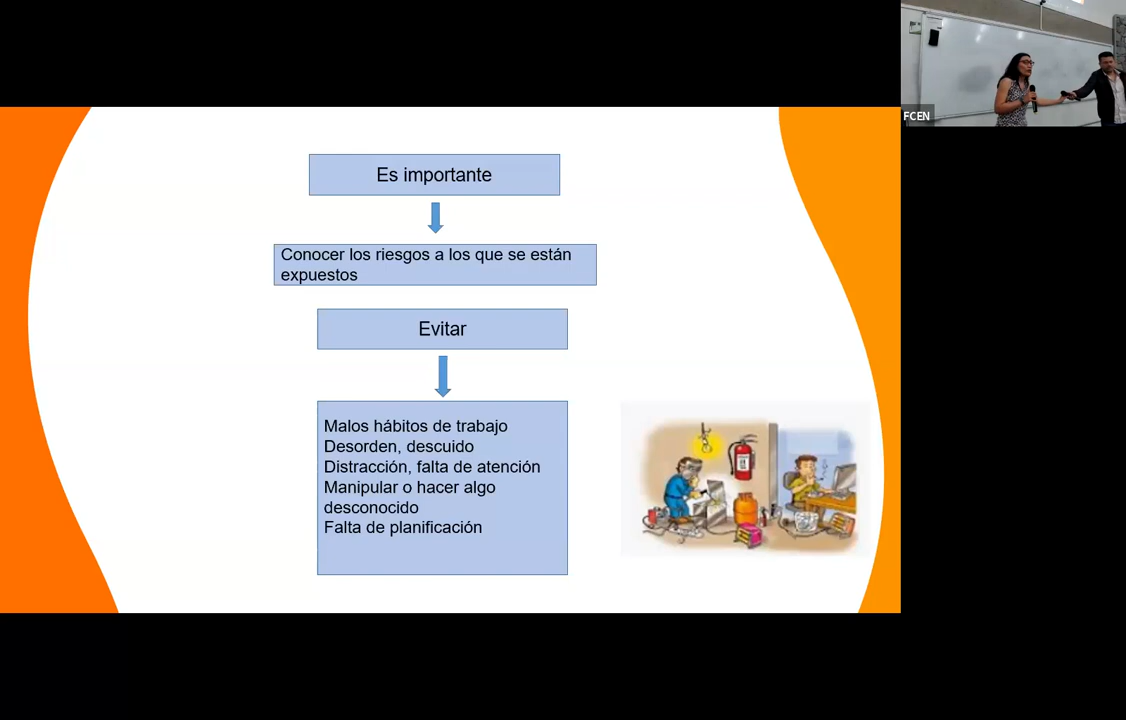 FCEN
Es importante
Conocer los riesgos a los que se están
expuestos
Evitar
Malos hábitos de trabajo
Desorden, descuido
Distracción, falta de atención
Manipular o hacer algo
desconocido
Falta de planificación